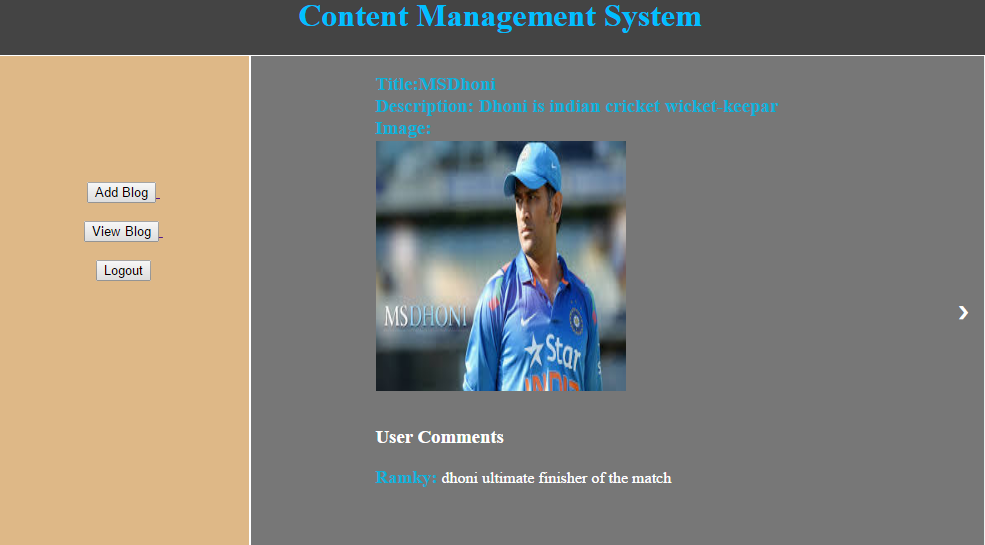 Content Management System
Add Blog
View Blog
Logout
Title:MSDhoni
Description: Dhoni is indian cricket wicket-keepar
Image:
MSDHONI
Star
INDIA
User Comments
Ramky: dhoni ultimate finisher of the match